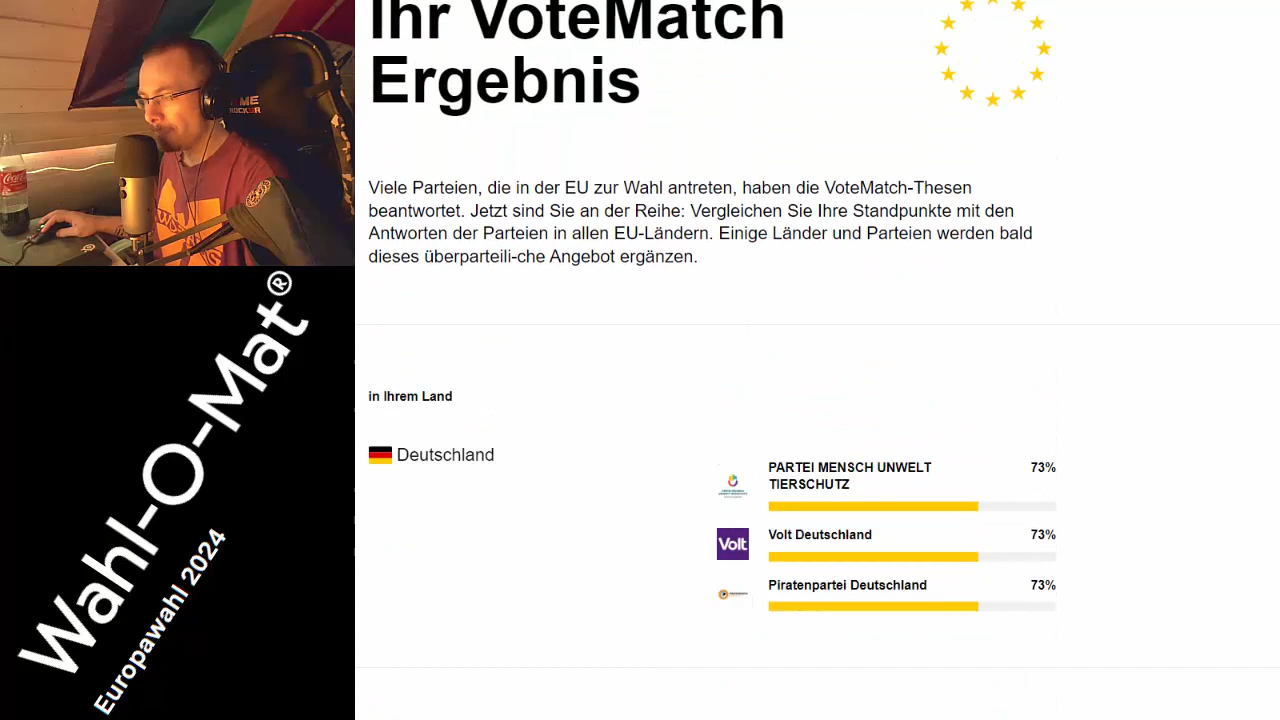 Ihr VoteMatch
Ergebnis
Viele Parteien, die in der EU zur Wahl antreten, haben die VoteMatch-Thesen
beantwortet. Jetzt sind Sie an der Reihe: Vergleichen Sie Ihre Standpunkte mit den
Antworten der Parteien in allen EU-Ländern. Einige Länder und Parteien werden bald
dieses überparteili-che Angebot ergänzen.
in Ihrem Land
Deutschland
PARTEI MENSCH UNWELT
TIERSCHUTZ
73%
Volt
Volt Deutschland
73%
Piratenpartei Deutschland
73%
Wahl-O-Mat®
Europawahl 2024
Coca-Cola